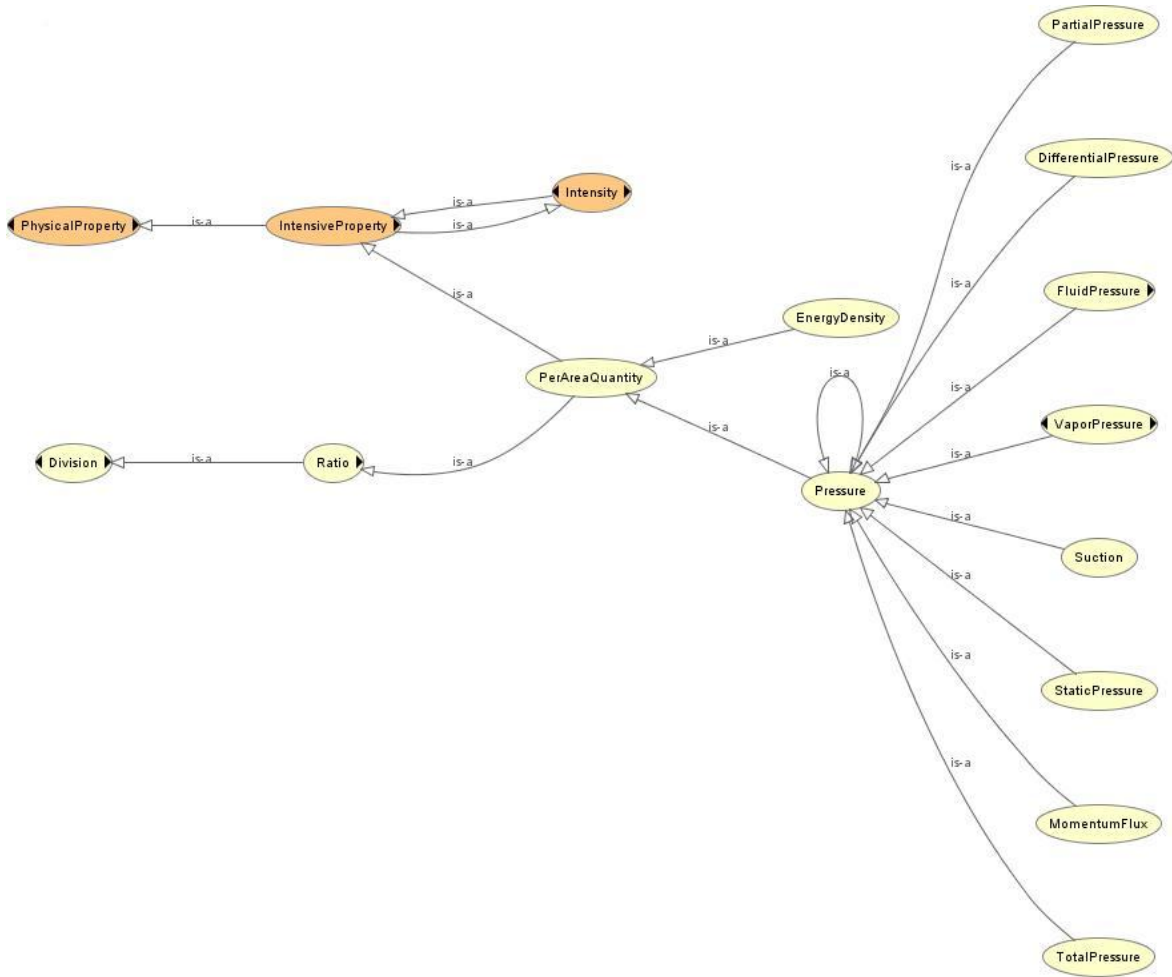 PartialPressure
is-a
DifferentialPressure
Intensity
is-a
PhysicalProperty
is-a
IntensiveProperty
is-a
is-a
FluidPressure
is-a
EnergyDensity
is-a
is-a
PerAreaQuantity
is-a
is-a
VaporPressure
is-a
Division
is-a
Ratio
is-a
is-a
Pressure
is-a
Suction
is-a
StaticPressure
is-a
MomentumFlux
is-a
TotalPressure